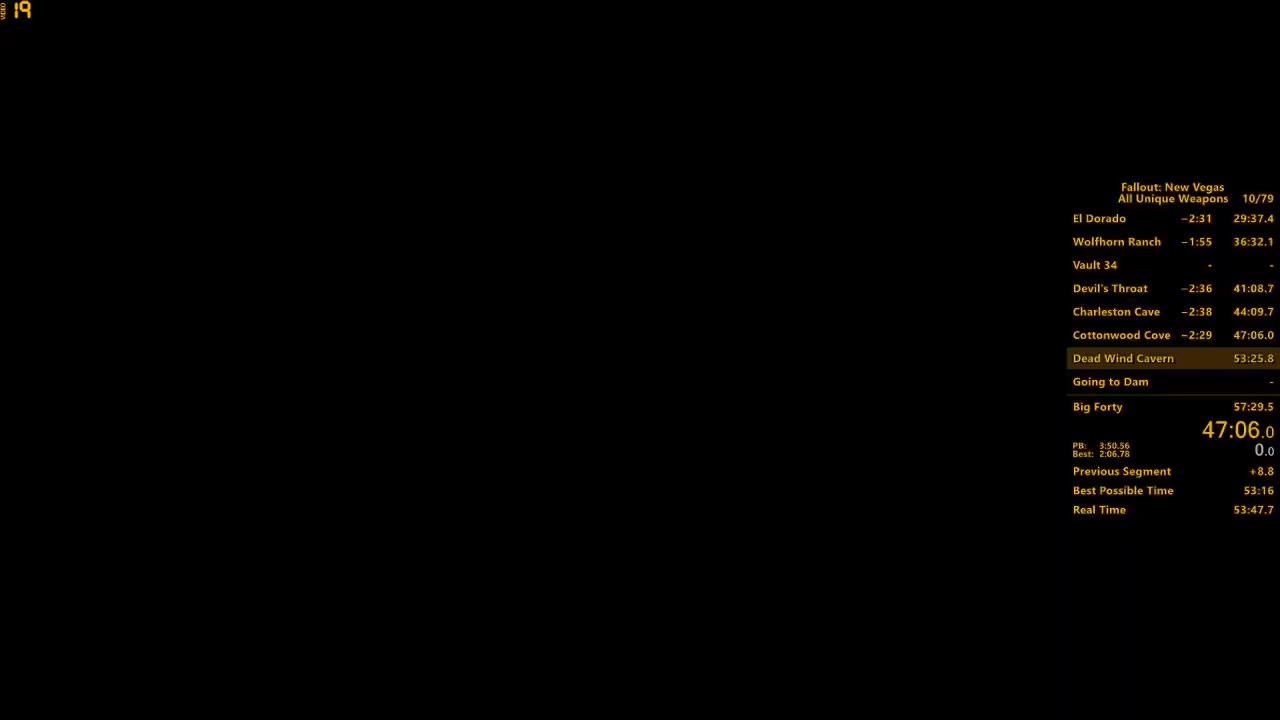 VIDEO 19
Fallout: New Vegas
All Unique Weapons 10/79
El Dorado −2:31 29:37.4
Wolfhorn Ranch −1:55 36:32.1
Vault 34 - -
Devil's Throat −2:36 41:08.7
Charleston Cave −2:38 44:09.7
Cottonwood Cove −2:29 47:06.0
Dead Wind Cavern 53:25.8
Going to Dam -
Big Forty 57:29.5
47:06.0
PB: 3:50.56
0.0
Best: 2:06.78
Previous Segment +8.8
Best Possible Time 53:16
Real Time 53:47.7